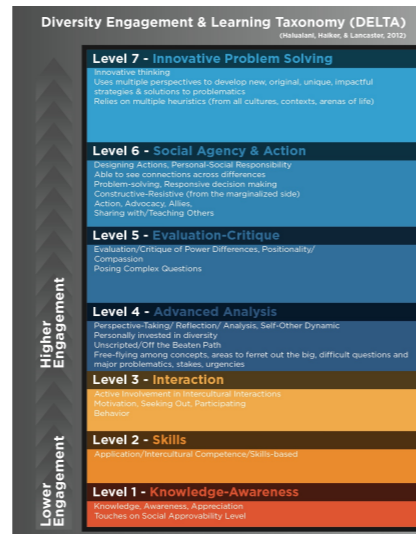 Diversity Engagement & Learning Taxonomy (DELTA)
(Halualani, Haiker, & Lancaster, 2012)
Level 7 - Innovative Problem Solving
Innovative thinking
Uses multiple perspectives to develop new, original, unique, impactful
strategies & solutions to problematics
Relies on multiple heuristics (from all cultures, contexts, arenas of life)
Level 6 - Social Agency & Action
Designing Actions, Personal-Social Responsibility
Able to see connections across differences
Problem-solving, Responsive decision making
Constructive-Resistive (from the marginalized side)
Action, Advocacy, Allies,
Sharing with/Teaching Others
Level 5 - Evaluation-Critique
Evaluation/Critique of Power Differences, Positionality/
Compassion
Posing Complex Questions
Level 4 - Advanced Analysis
Perspective-Taking/ Reflection/ Analysis, Self-Other Dynamic
Personally invested in diversity
Unscripted/Off the Beaten Path
Free-flying among concepts, areas to ferret out the big, difficult questions and
major problematics, stakes, urgencies
Level 3 - Interaction
Active Involvement in Intercultural Interactions
Motivation, Seeking Out, Participating
Behavior
Level 2 - Skills
Application/Intercultural Competence/Skills-based
Level 1 - Knowledge-Awareness
Knowledge, Awareness, Appreciation
Touches on Social Approvability Level
Higher
Engagement
Lower
Engagement